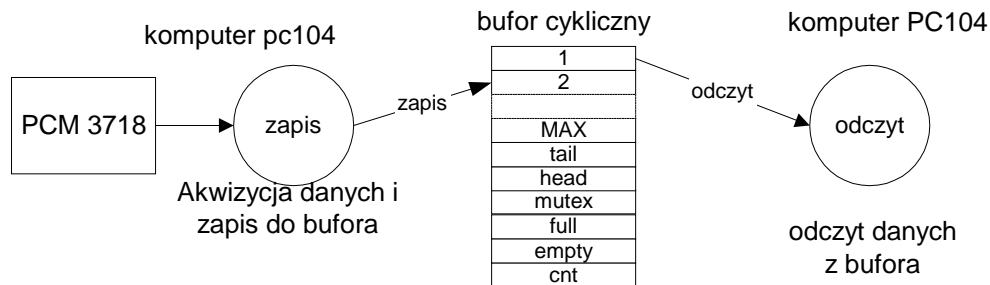 komputer pc104
bufor cykliczny
komputer PC104
PCM 3718
zapis
zapis
1
2
MAX
tail
head
mutex
full
empty
cnt
odczyt
odczyt
Akwizycja danych i
zapis do bufora
odczyt danych
z bufora